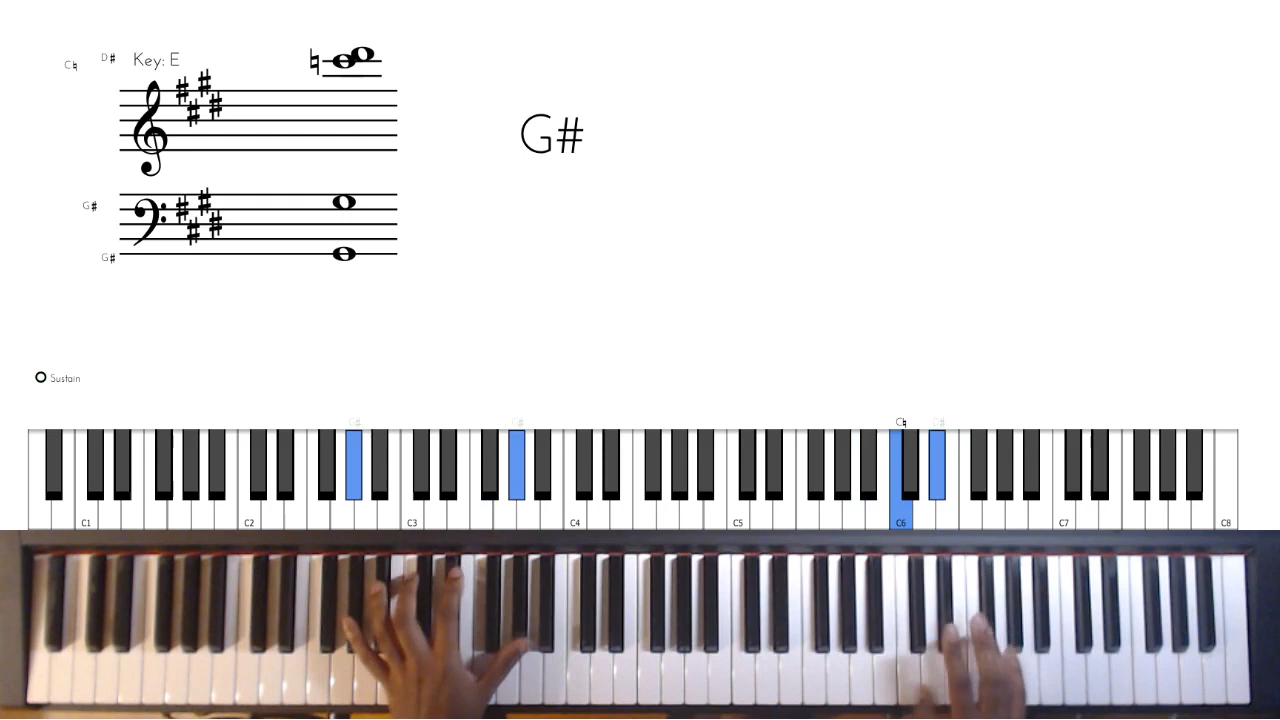 C♮ D# Key: E
G#
G#
G#
Sustain
G# G# C♮ D#
C1 C2 C3 C4 C5 C6 C7 C8